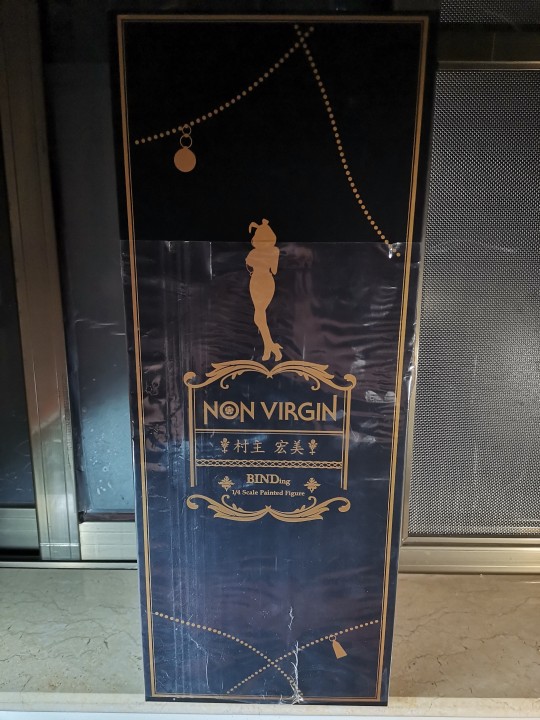 NON VIRGIN
村主 宏美
BINDing
1/4 Scale Painted Figure